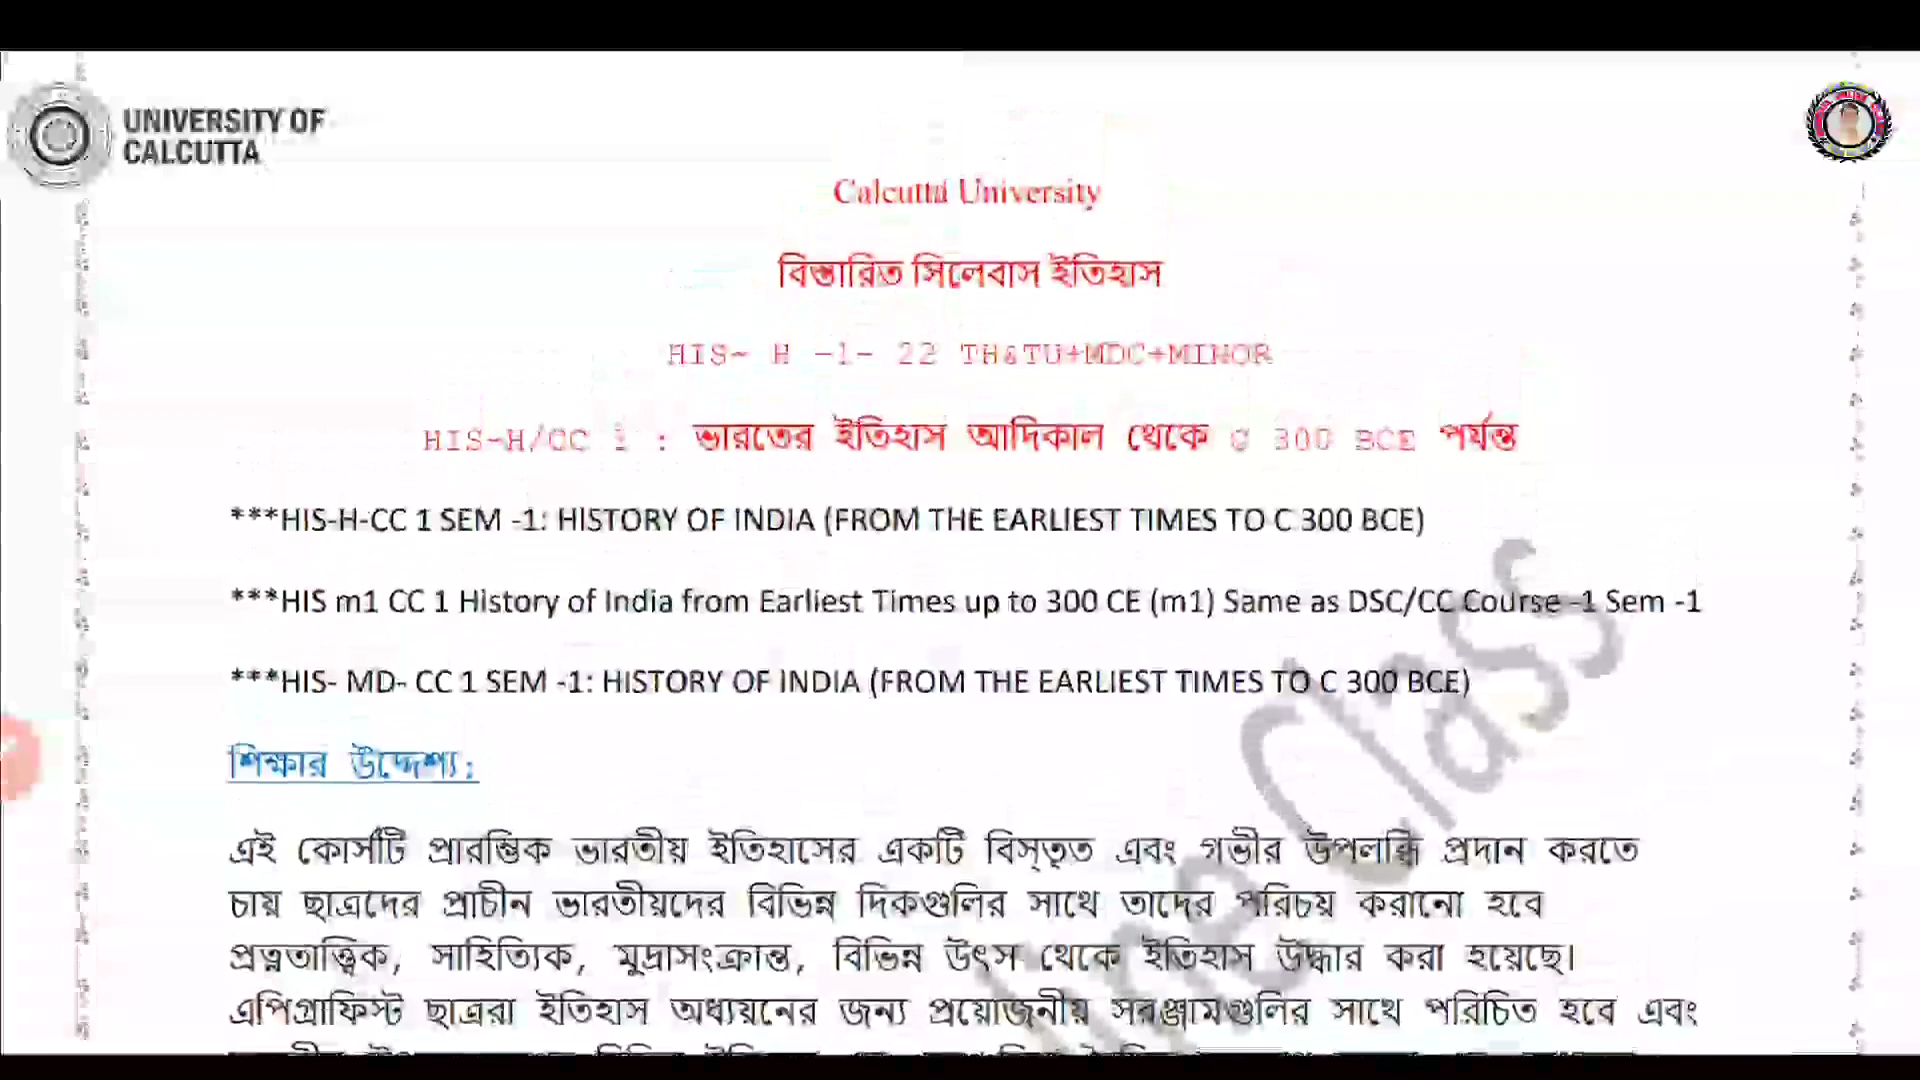 UNIVERSITY OF
CALCUTTA
Calcutta University
বিস্তারিত সিলেবাস ইতিহাস
HIS- H -1- 22 TH&TU+MDC+MINOR
HIS-H/CC 1 : ভারতের ইতিহাস আদিকাল থেকে C 300 BCE পর্যন্ত
***HIS-H-CC 1 SEM -1: HISTORY OF INDIA (FROM THE EARLIEST TIMES TO C 300 BCE)
***HIS m1 CC 1 History of India from Earliest Times up to 300 CE (m1) Same as DSC/CC Course -1 Sem -1
***HIS- MD- CC 1 SEM -1: HISTORY OF INDIA (FROM THE EARLIEST TIMES TO C 300 BCE)
শিক্ষার উদ্দেশ্য:
এই কোর্সটি প্রারম্ভিক ভারতীয় ইতিহাসের একটি বিস্তৃত এবং গভীর উপলব্ধি প্রদান করতে
চায় ছাত্রদের প্রাচীন ভারতীয়দের বিভিন্ন দিকগুলির সাথে তাদের পরিচয় করানো হবে
প্রত্নতাত্ত্বিক, সাহিত্যিক, মুদ্রাসংক্রান্ত, বিভিন্ন উৎস থেকে ইতিহাস উদ্ধার করা হয়েছে।
এপিগ্রাফিস্ট ছাত্ররা ইতিহাস অধ্যয়নের জন্য প্রয়োজনীয় সরঞ্জামগুলির সাথে পরিচিত হবে এবং
Class